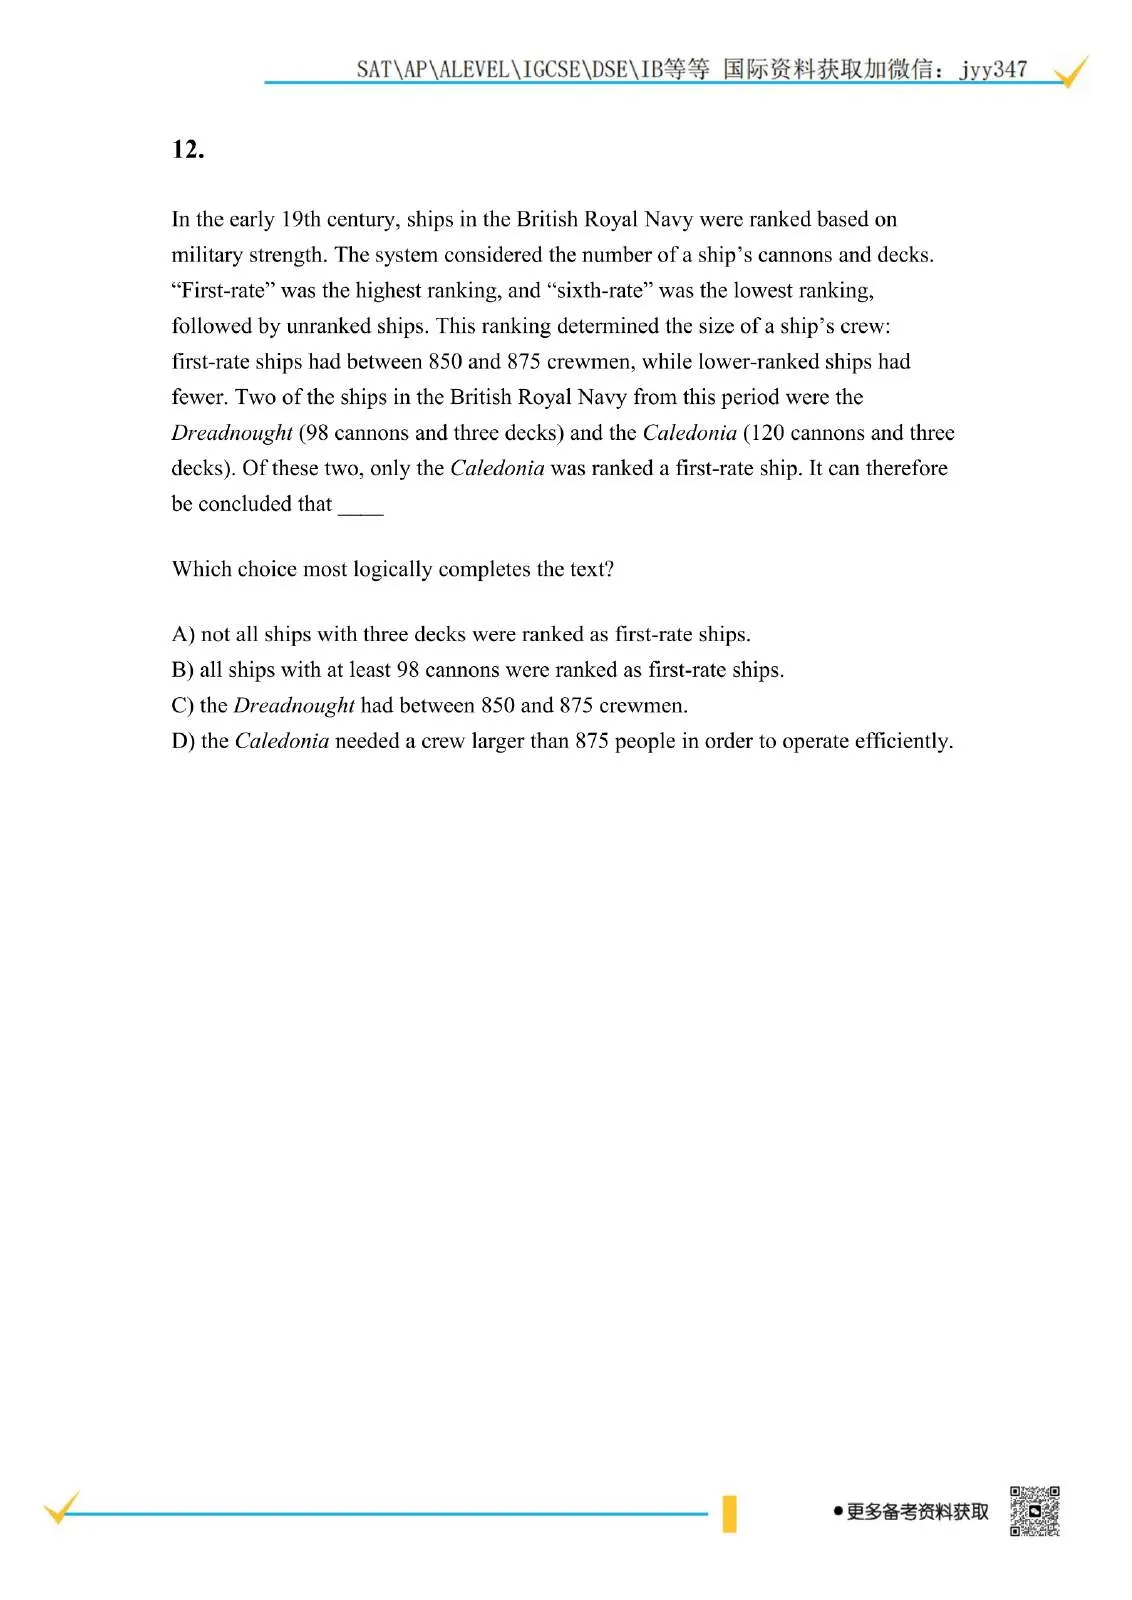 SAT\AP\ALEVEL\IGCSE\DSE\IB等等 国际资料获取加微信：jyy347
12.
In the early 19th century, ships in the British Royal Navy were ranked based on
military strength. The system considered the number of a ship’s cannons and decks.
“First-rate” was the highest ranking, and “sixth-rate” was the lowest ranking,
followed by unranked ships. This ranking determined the size of a ship’s crew:
first-rate ships had between 850 and 875 crewmen, while lower-ranked ships had
fewer. Two of the ships in the British Royal Navy from this period were the
Dreadnought (98 cannons and three decks) and the Caledonia (120 cannons and three
decks). Of these two, only the Caledonia was ranked a first-rate ship. It can therefore
be concluded that ____
Which choice most logically completes the text?
A) not all ships with three decks were ranked as first-rate ships.
B) all ships with at least 98 cannons were ranked as first-rate ships.
C) the Dreadnought had between 850 and 875 crewmen.
D) the Caledonia needed a crew larger than 875 people in order to operate efficiently.
●更多备考资料获取